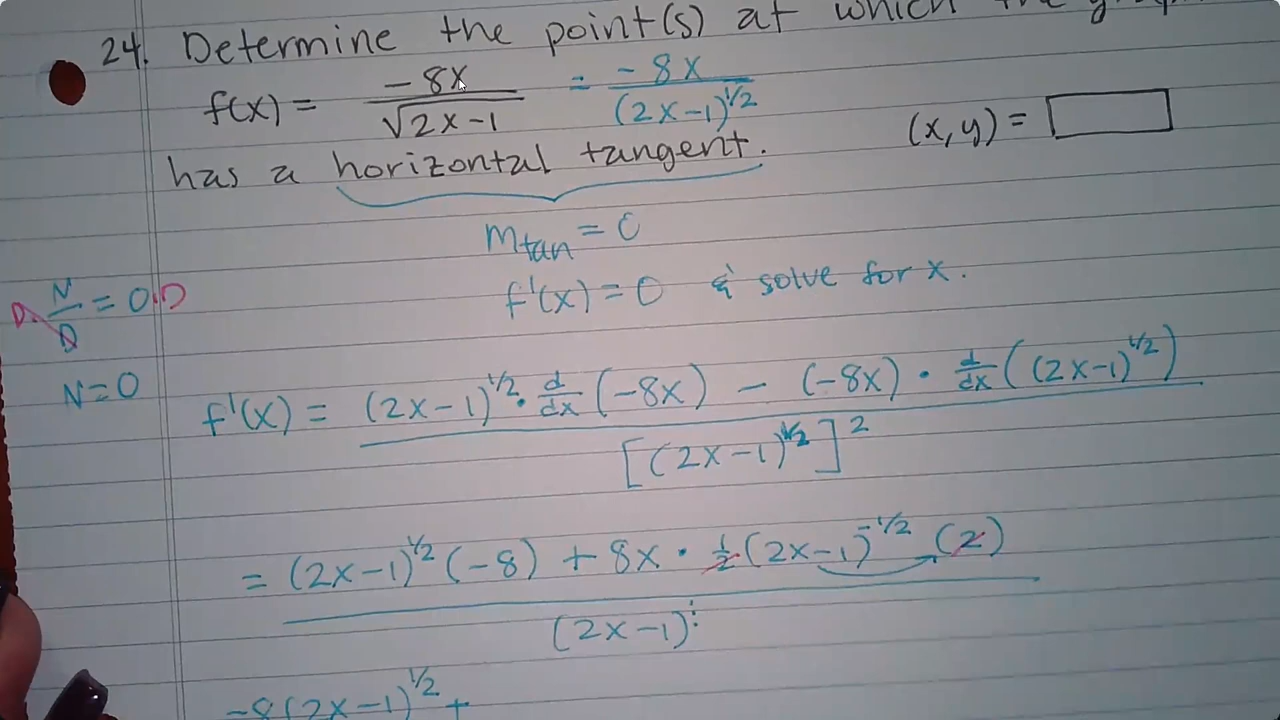 24. Determine the point(s) at which the graph
f(x) = -8x / √(2x-1) = -8x / (2x-1)^1/2
(x,y) =
has a horizontal tangent.
m_tan = 0
f'(x) = 0 & solve for x.
D. N/D = 0.D
N = 0
f'(x) = (2x-1)^1/2 · d/dx (-8x) - (-8x) · d/dx ((2x-1)^1/2) / [(2x-1)^1/2]^2
= (2x-1)^1/2 (-8) + 8x · 1/2 (2x-1)^-1/2 (2) / (2x-1)^1
-8(2x-1)^1/2 +